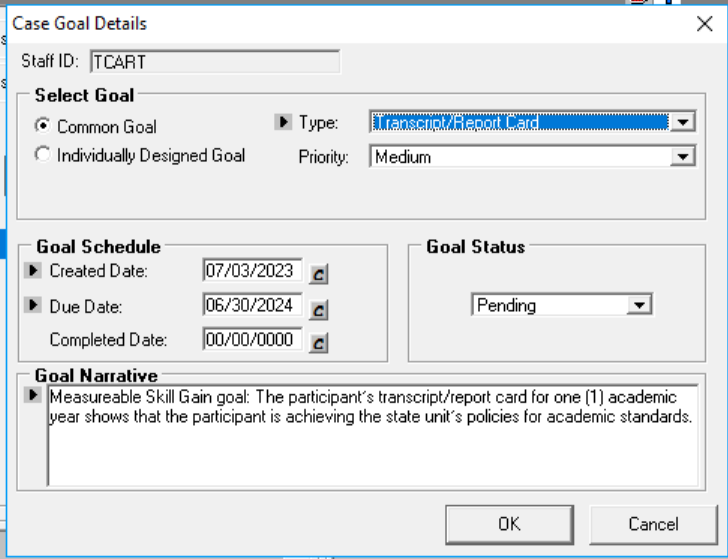 Case Goal Details
Staff ID: TCART
Select Goal
Common Goal
Type: Transcript/Report Card
Individually Designed Goal
Priority: Medium
Goal Schedule
Created Date: 07/03/2023 C
Due Date: 06/30/2024 C
Completed Date: 00/00/0000 C
Goal Status
Pending
Goal Narrative
Measureable Skill Gain goal: The participant's transcript/report card for one (1) academic
year shows that the participant is achieving the state unit's policies for academic standards.
OK
Cancel